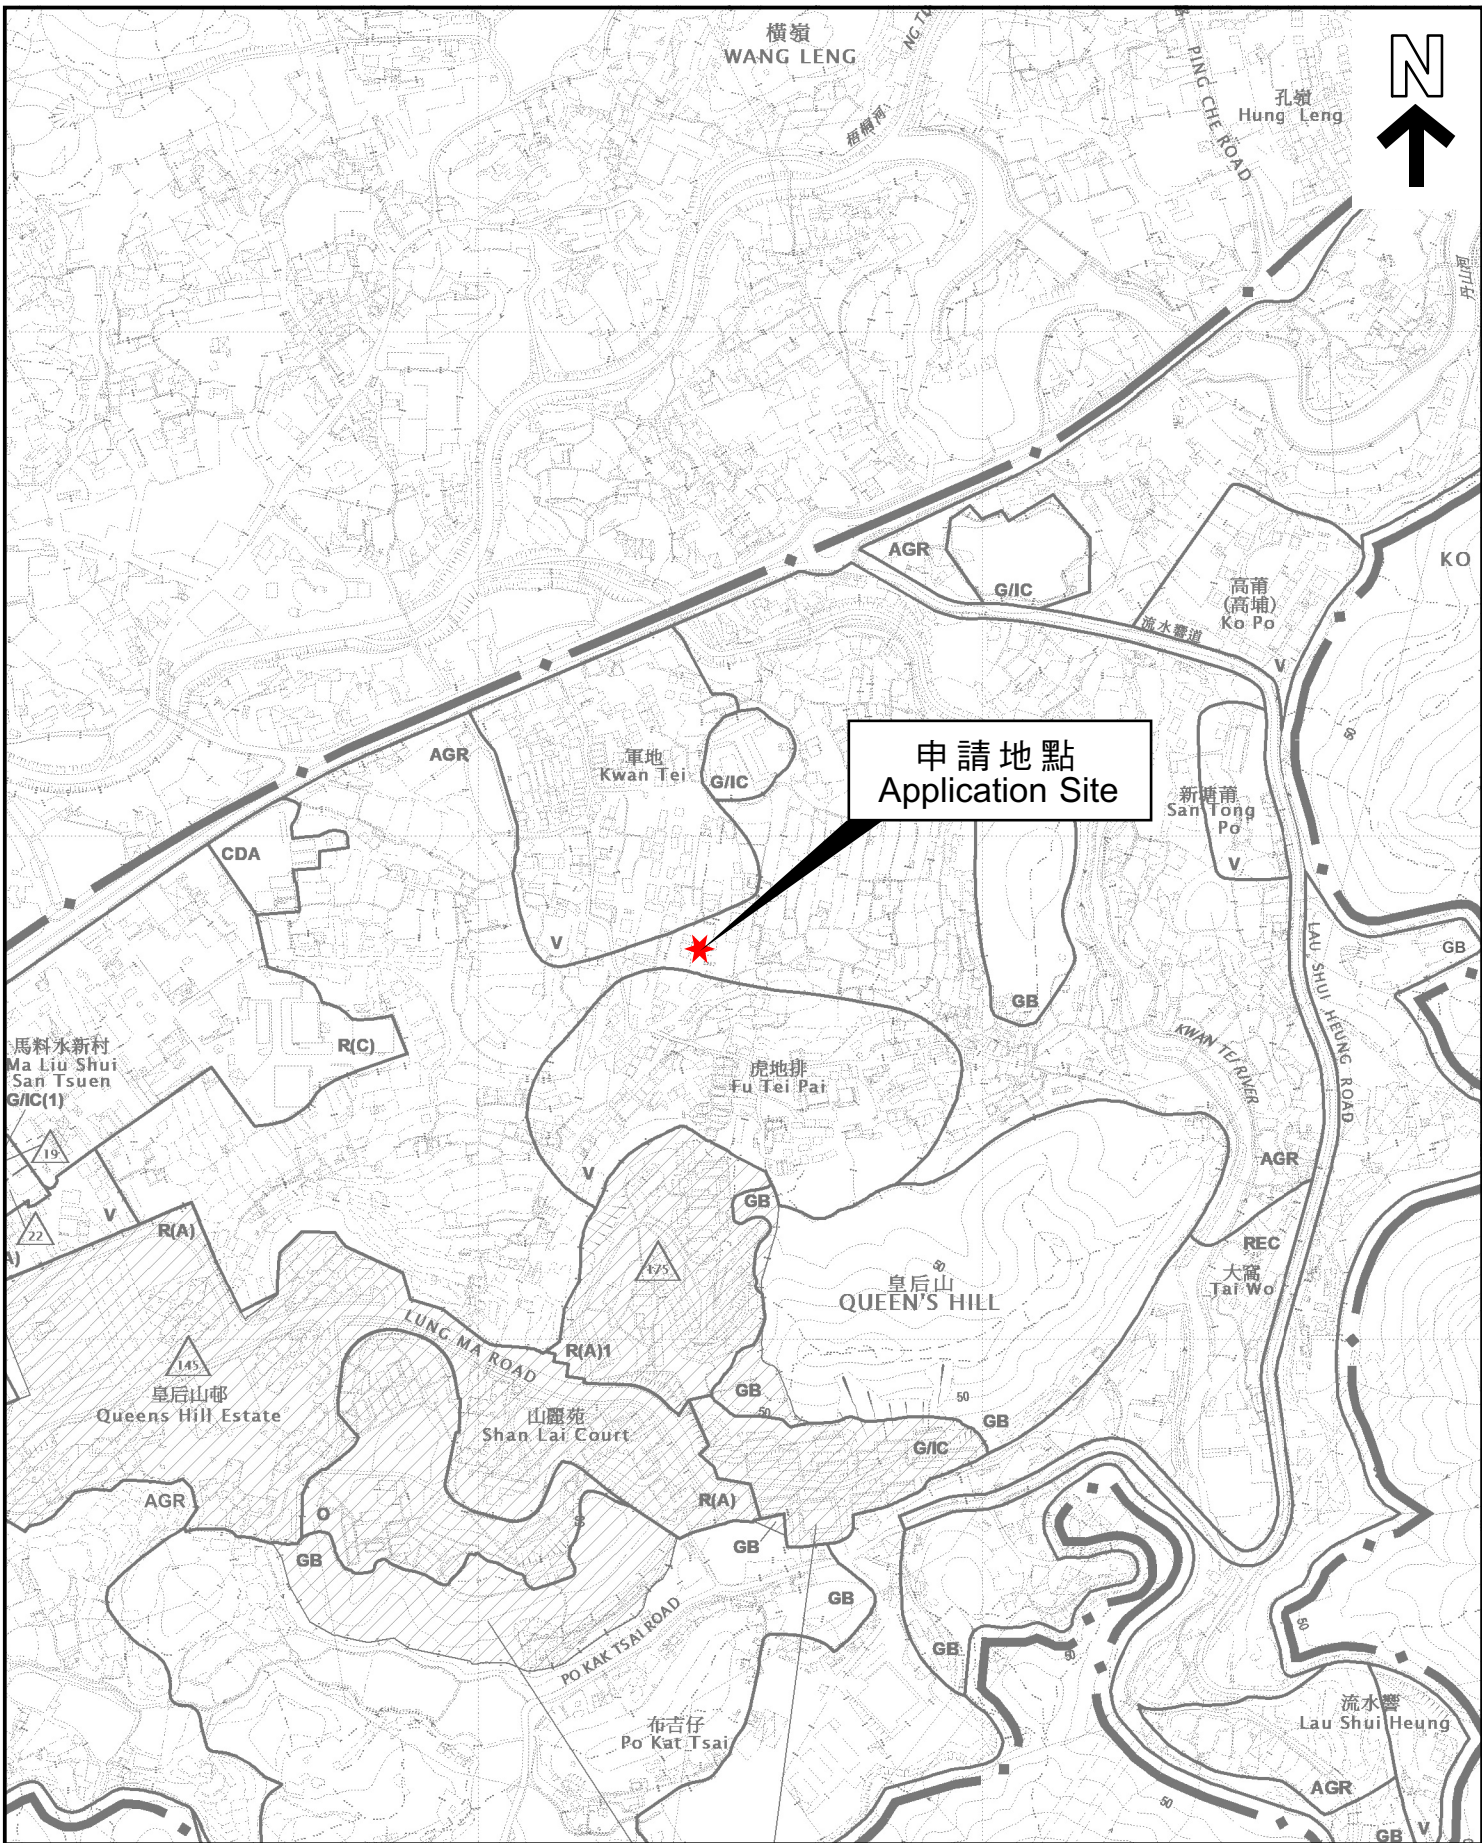 橫嶺
WANG LENG
NG TU
梧桐河
PING CHE ROAD
孔嶺
Hung Leng
N
丹山河
AGR
G/IC
KO
高莆
(高埔)
Ko Po
流水響道
V
50
AGR
軍地
Kwan Tei
G/IC
申請地點
Application Site
新塘莆
San Tong
Po
V
CDA
V
GB
LAU SHUI HEUNG ROAD
GB
馬料水新村
Ma Liu Shui
San Tsuen
G/IC(1)
R(C)
虎地排
Fu Tei Pai
KWAN TEI RIVER
19
AGR
V
GB
V
22
R(A)
A)
175
REC
大窩
Tai Wo
50
皇后山
QUEEN'S HILL
LUNG MA ROAD
R(A)1
145
皇后山邨
Queens Hill Estate
GB
50
50
GB
山麗苑
Shan Lai Court
G/IC
AGR
O
S
R(A)
GB
GB
GB
PO KAK TSAI ROAD
GB
50
50
布吉仔
Po Kat Tsai
流水響
Lau Shui Heung
AGR
50
GB
V